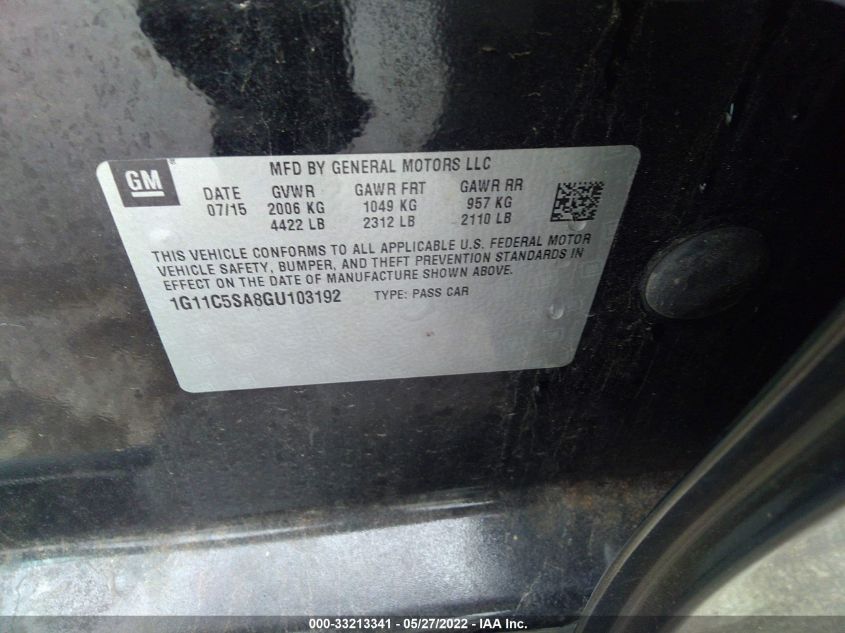 GM
MFD BY GENERAL MOTORS LLC
DATE GVWR GAWR FRT GAWR RR
07/15 2006 KG 1049 KG 957 KG
4422 LB 2312 LB 2110 LB
THIS VEHICLE CONFORMS TO ALL APPLICABLE U.S. FEDERAL MOTOR
VEHICLE SAFETY, BUMPER, AND THEFT PREVENTION STANDARDS IN
EFFECT ON THE DATE OF MANUFACTURE SHOWN ABOVE.
1G11C5SA8GU103192 TYPE: PASS CAR
000-33213341 - 05/27/2022 - IAA Inc.